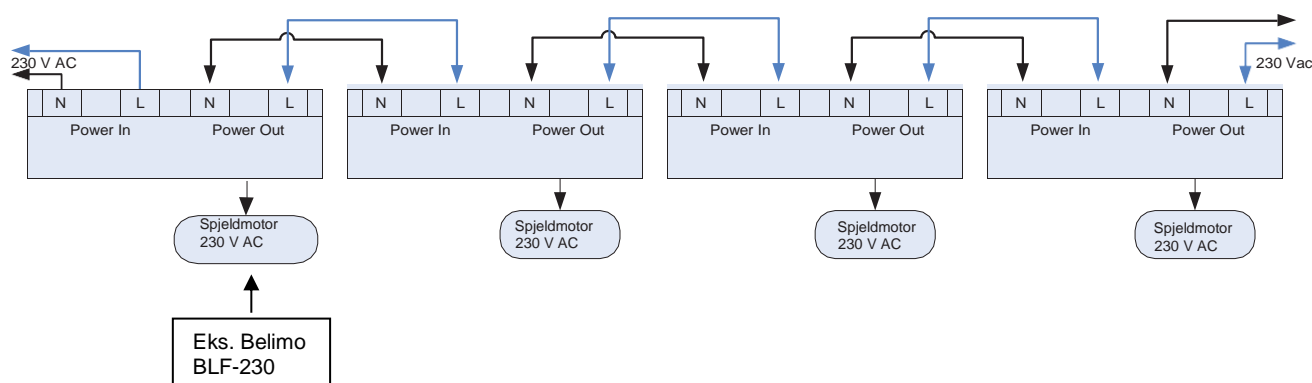 230 V AC
230 Vac
N L N L
Power In Power Out
N L N L
Power In Power Out
N L N L
Power In Power Out
N L N L
Power In Power Out
Spjeldmotor
230 V AC
Spjeldmotor
230 V AC
Spjeldmotor
230 V AC
Spjeldmotor
230 V AC
Eks. Belimo
BLF-230